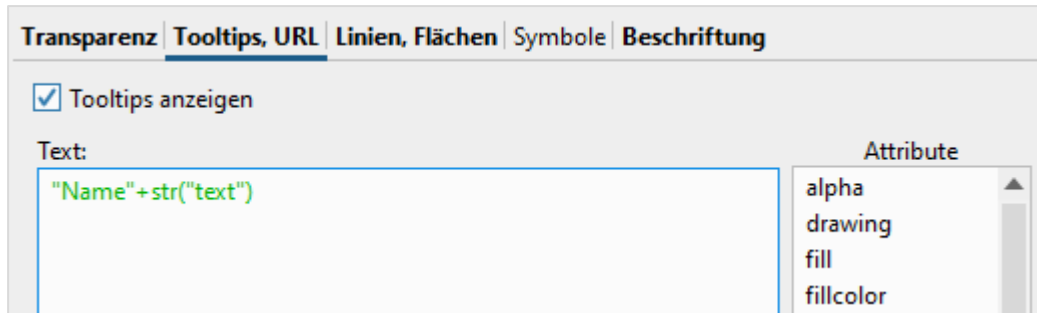 Transparenz Tooltips, URL Linien, Flächen Symbole Beschriftung
Tooltips anzeigen
Text:
Attribute
"Name"+str("text")
alpha
drawing
fill
fillcolor